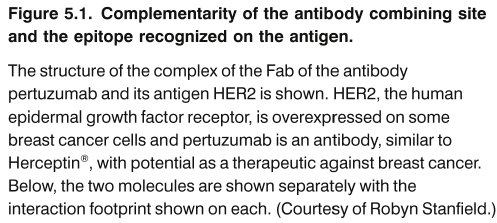 Figure 5.1. Complementarity of the antibody combining site
and the epitope recognized on the antigen.
The structure of the complex of the Fab of the antibody
pertuzumab and its antigen HER2 is shown. HER2, the human
epidermal growth factor receptor, is overexpressed on some
breast cancer cells and pertuzumab is an antibody, similar to
Herceptin®, with potential as a therapeutic against breast cancer.
Below, the two molecules are shown separately with the
interaction footprint shown on each. (Courtesy of Robyn Stanfield.)